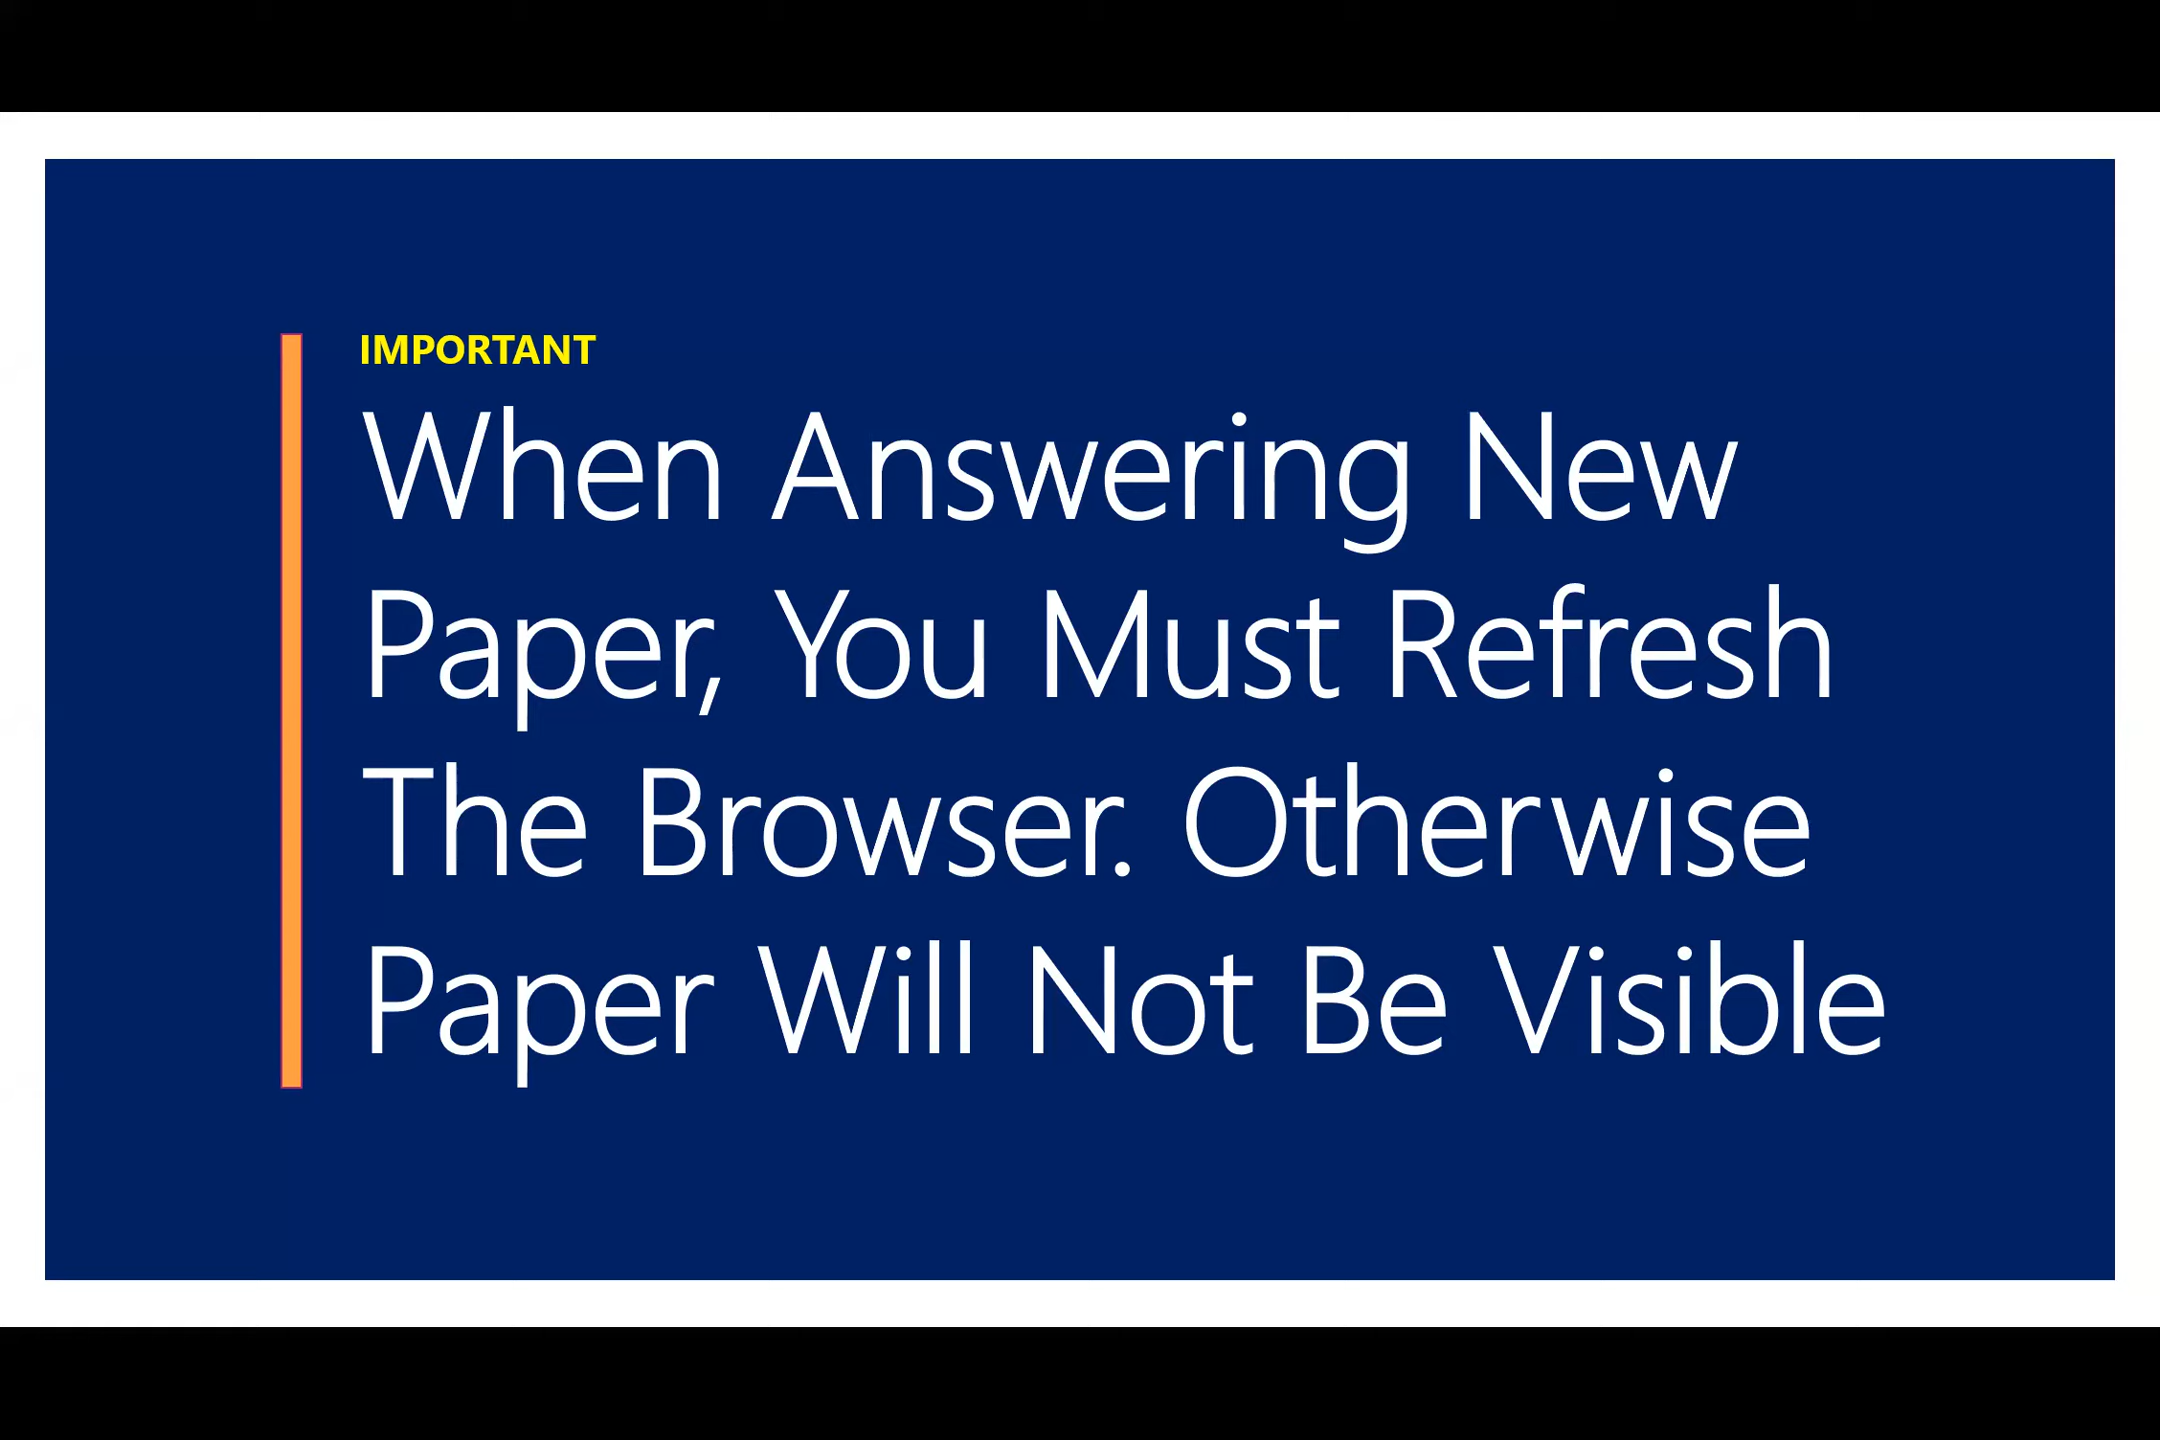 IMPORTANT
When Answering New
Paper, You Must Refresh
The Browser. Otherwise
Paper Will Not Be Visible